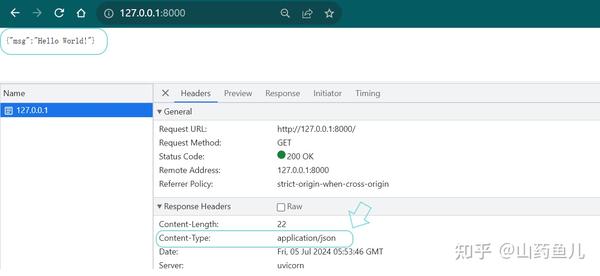 127.0.0.1:8000
{"msg":"Hello World!"}
Name
Headers Preview Response Initiator Timing
127.0.0.1
General
Request URL: http://127.0.0.1:8000/
Request Method: GET
Status Code: 200 OK
Remote Address: 127.0.0.1:8000
Referrer Policy: strict-origin-when-cross-origin
Response Headers Raw
Content-Length: 22
Content-Type: application/json
Date: Fri, 05 Jul 2024 05:53:46 GMT
Server: uvicorn
知乎 @山药鱼儿